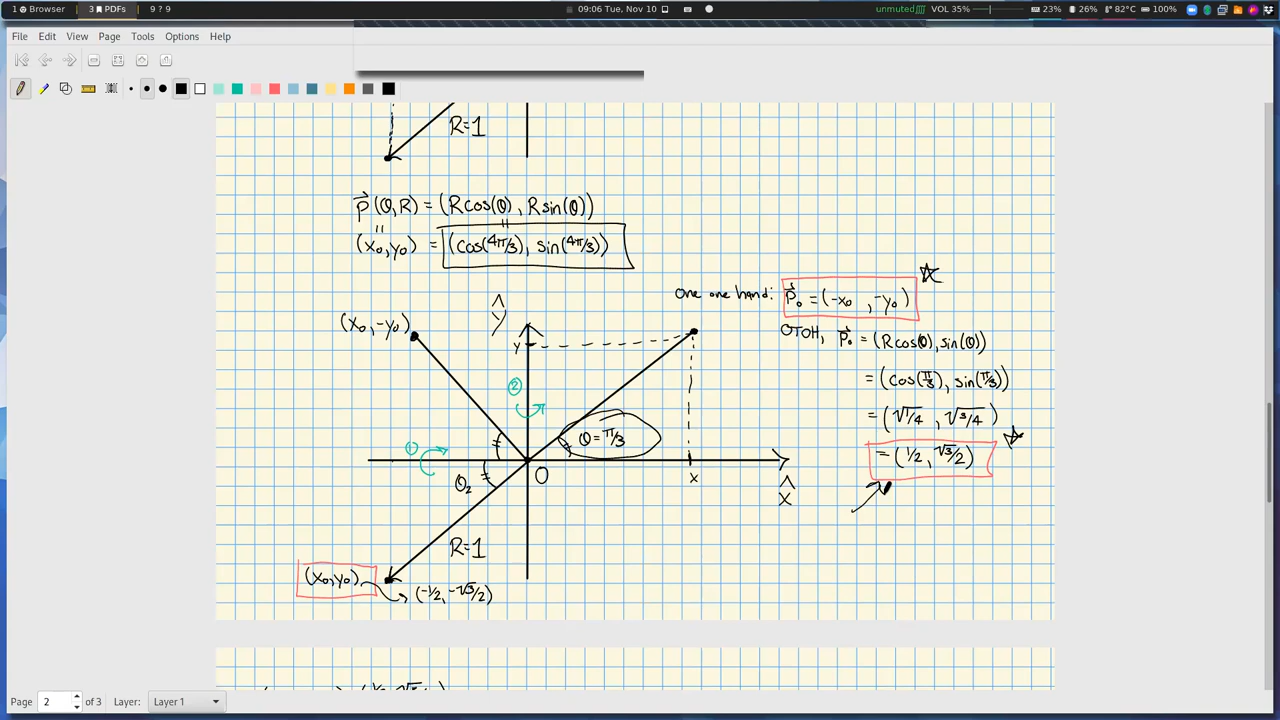 1 Browser 3 PDFs 9 ? 9 09:06 Tue, Nov 10 unmuted VOL 35% 23% 26% 82°C 100%
File Edit View Page Tools Options Help
R=1
p⃗(θ,R) = (Rcos(θ), Rsin(θ))
(x₀,y₀) = (cos(4π/3), sin(4π/3))
One one hand: p⃗₀ = (-x₀, -y₀)
OTOH, p⃗₀ = (Rcos(θ), sin(θ))
= (cos(π/3), sin(π/3))
= (√1/4, √3/4)
= (1/2, √3/2)
ŷ
(x₀,-y₀)
y
②
θ = π/3
①
θ₂
O
x
x̂
R=1
(x₀,y₀)
(-1/2, -√3/2)
Page 2 of 3 Layer: Layer 1